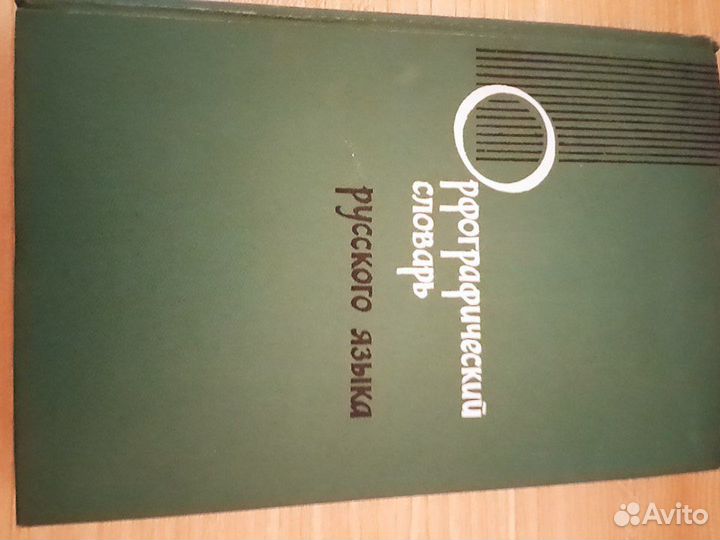 Орфографический
словарь
русского языка
Avito